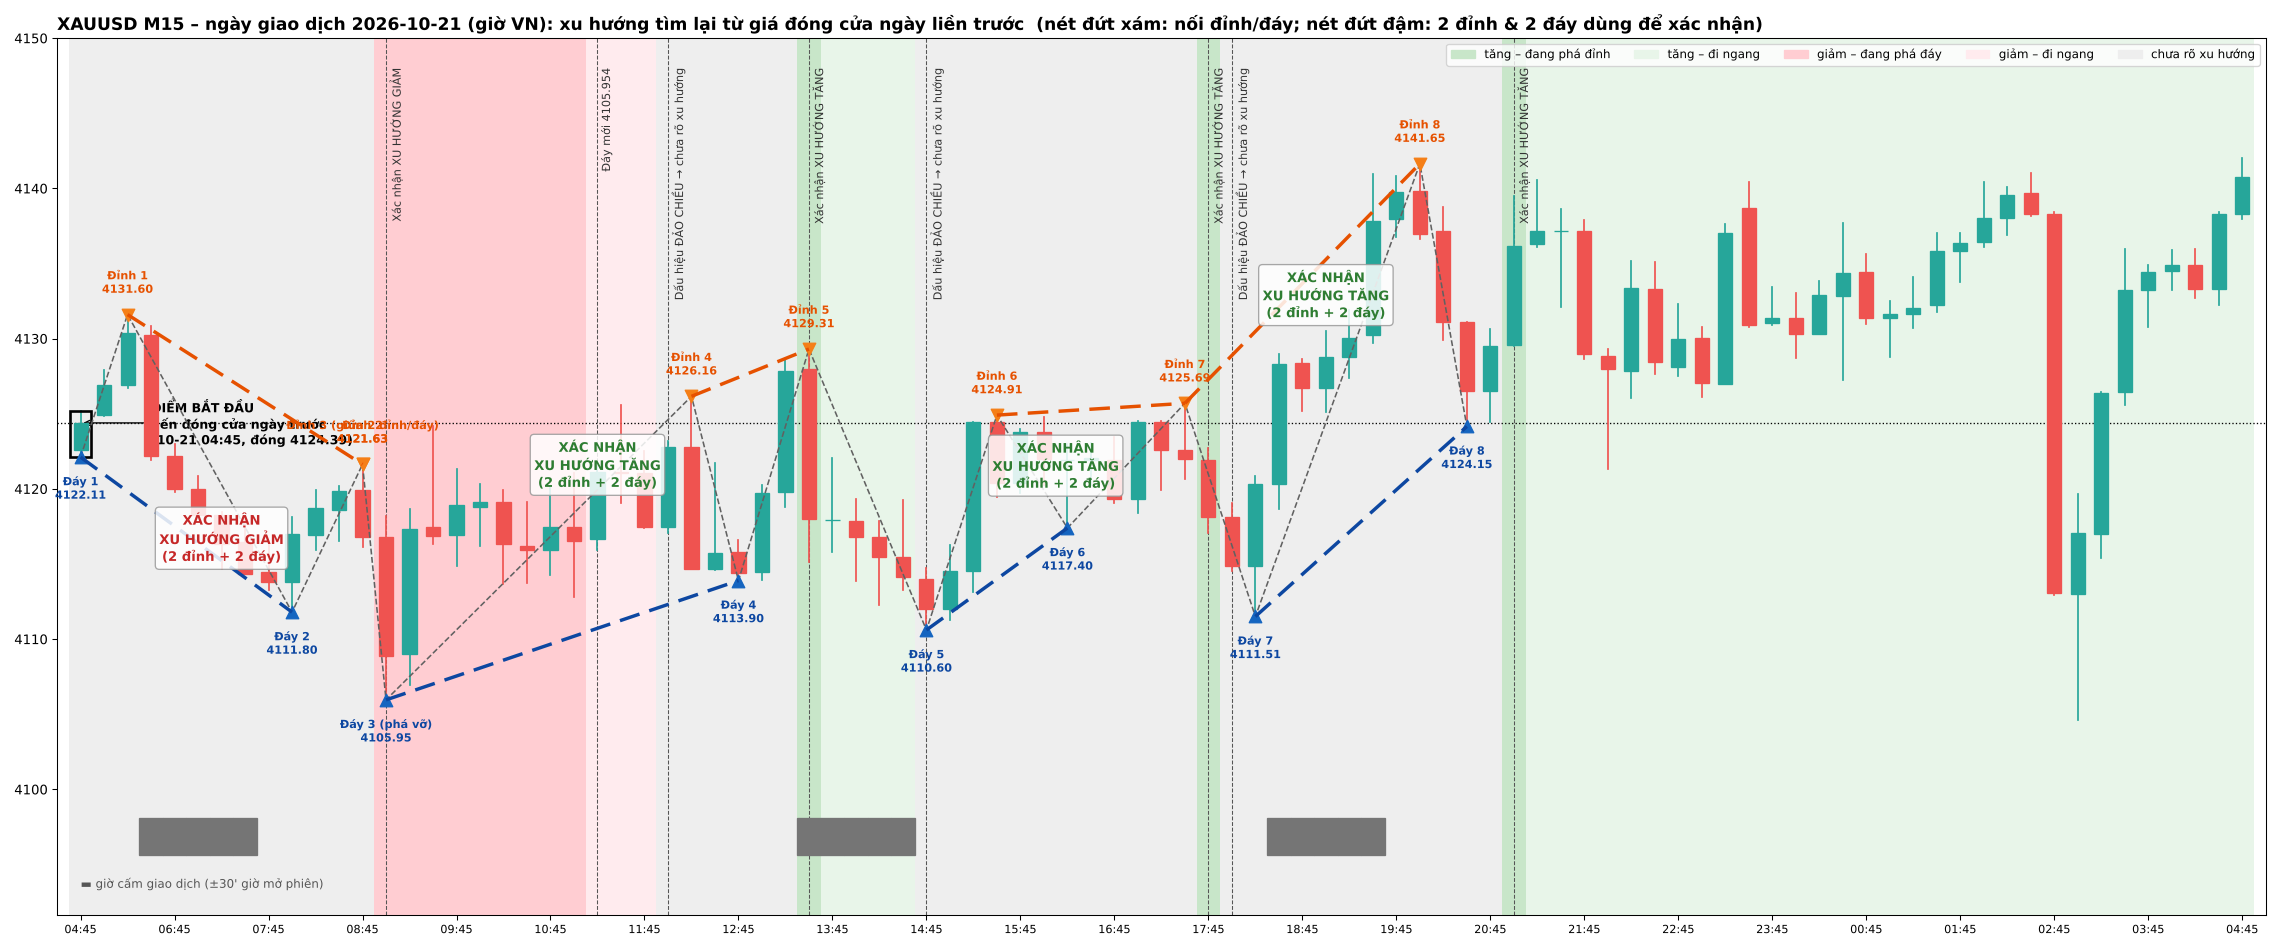 XAUUSD M15 – ngày giao dịch 2026-10-21 (giờ VN): xu hướng tìm lại từ giá đóng cửa ngày liền trước  (nét đứt xám: nối đỉnh/đáy; nét đứt đậm: 2 đỉnh & 2 đáy dùng để xác nhận)
4150
4140
4130
4120
4110
4100
tăng – đang phá đỉnh
tăng – đi ngang
giảm – đang phá đáy
giảm – đi ngang
chưa rõ xu hướng
Xác nhận XU HƯỚNG GIẢM
Đáy mới 4105.954
Dấu hiệu ĐẢO CHIỀU → chưa rõ xu hướng
Xác nhận XU HƯỚNG TĂNG
Dấu hiệu ĐẢO CHIỀU → chưa rõ xu hướng
Xác nhận XU HƯỚNG TĂNG
Dấu hiệu ĐẢO CHIỀU → chưa rõ xu hướng
Xác nhận XU HƯỚNG TĂNG
Đỉnh 1
4131.60
ĐIỂM BẮT ĐẦU
nến đóng cửa của ngày trước
10-21 04:45, đóng 4124.39)
4121.63
Đáy 1
4122.11
XÁC NHẬN
XU HƯỚNG GIẢM
(2 đỉnh + 2 đáy)
Đáy 2
4111.80
Đáy 3 (phá vỡ)
4105.95
XÁC NHẬN
XU HƯỚNG TĂNG
(2 đỉnh + 2 đáy)
Đỉnh 4
4126.16
Đáy 4
4113.90
Đỉnh 5
4129.31
Đáy 5
4110.60
Đỉnh 6
4124.91
XÁC NHẬN
XU HƯỚNG TĂNG
(2 đỉnh + 2 đáy)
Đáy 6
4117.40
Đỉnh 7
4125.69
Đáy 7
4111.51
XÁC NHẬN
XU HƯỚNG TĂNG
(2 đỉnh + 2 đáy)
Đỉnh 8
4141.65
Đáy 8
4124.15
giờ cấm giao dịch (±30' giờ mở phiên)
04:45
06:45
07:45
08:45
09:45
10:45
11:45
12:45
13:45
14:45
15:45
16:45
17:45
18:45
19:45
20:45
21:45
22:45
23:45
00:45
01:45
02:45
03:45
04:45